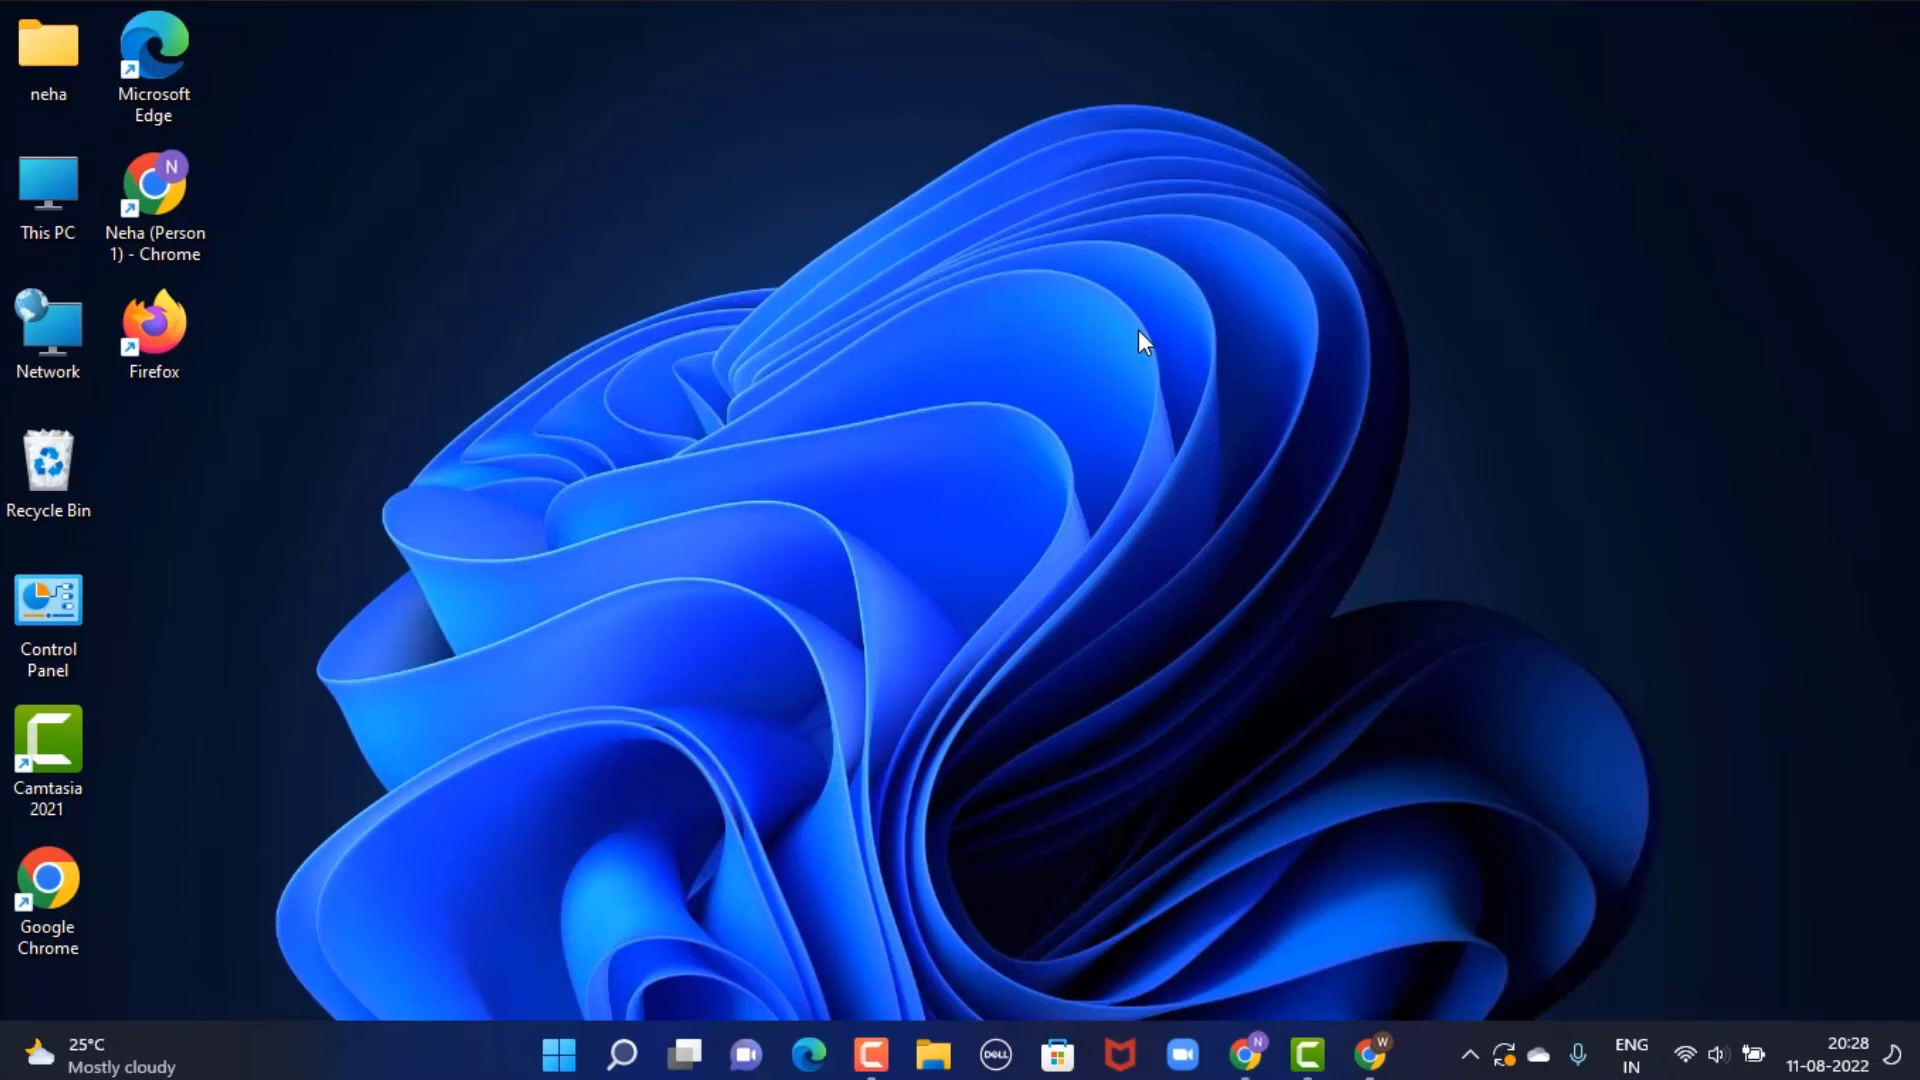 neha
Microsoft
Edge
This PC
N
Neha (Person
1) - Chrome
Network
Firefox
Recycle Bin
Control
Panel
Camtasia
2021
Google
Chrome
25°C
Mostly cloudy
DELL
N
W
ENG
IN
20:28
11-08-2022